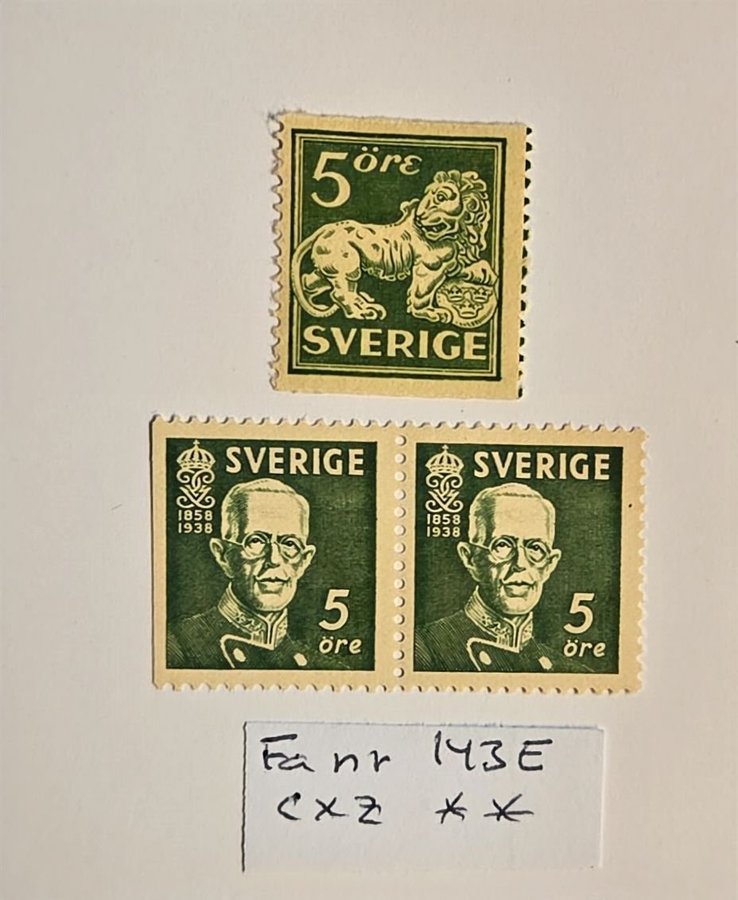 5 öre
SVERIGE
SVERIGE
1858
1938
5
öre
SVERIGE
1858
1938
5
öre
Fa nr 143E
cxz **